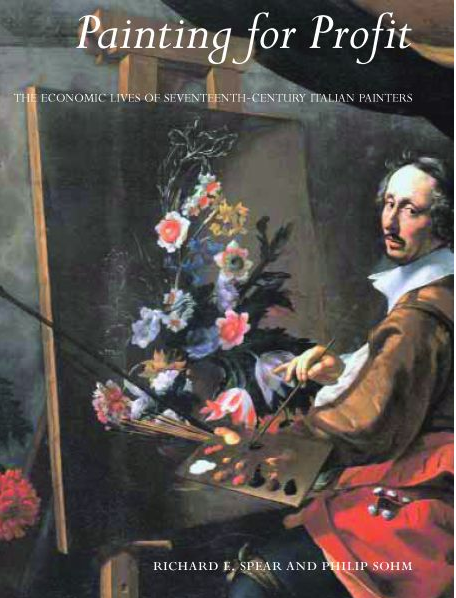 Painting for Profit
THE ECONOMIC LIVES OF SEVENTEENTH-CENTURY ITALIAN PAINTERS
RICHARD E. SPEAR AND PHILIP SOHM